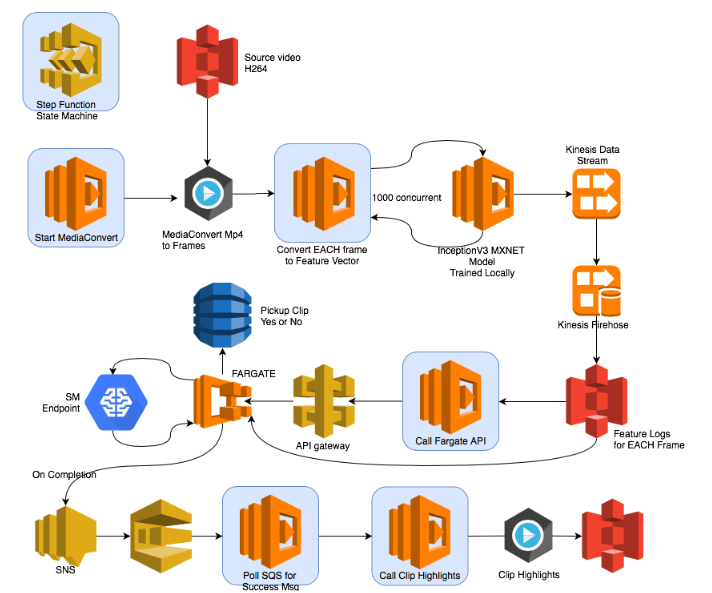 Step Function
State Machine
Source video
H264
Start MediaConvert
MediaConvert Mp4
to Frames
Convert EACH frame
to Feature Vector
1000 concurrent
InceptionV3 MXNET
Model
Trained Locally
Kinesis Data
Stream
Kinesis Firehose
Pickup Clip
Yes or No
FARGATE
SM
Endpoint
API gateway
Call Fargate API
Feature Logs
for EACH Frame
On Completion
SNS
Poll SQS for
Success Msg
Call Clip Highlights
Clip Highlights